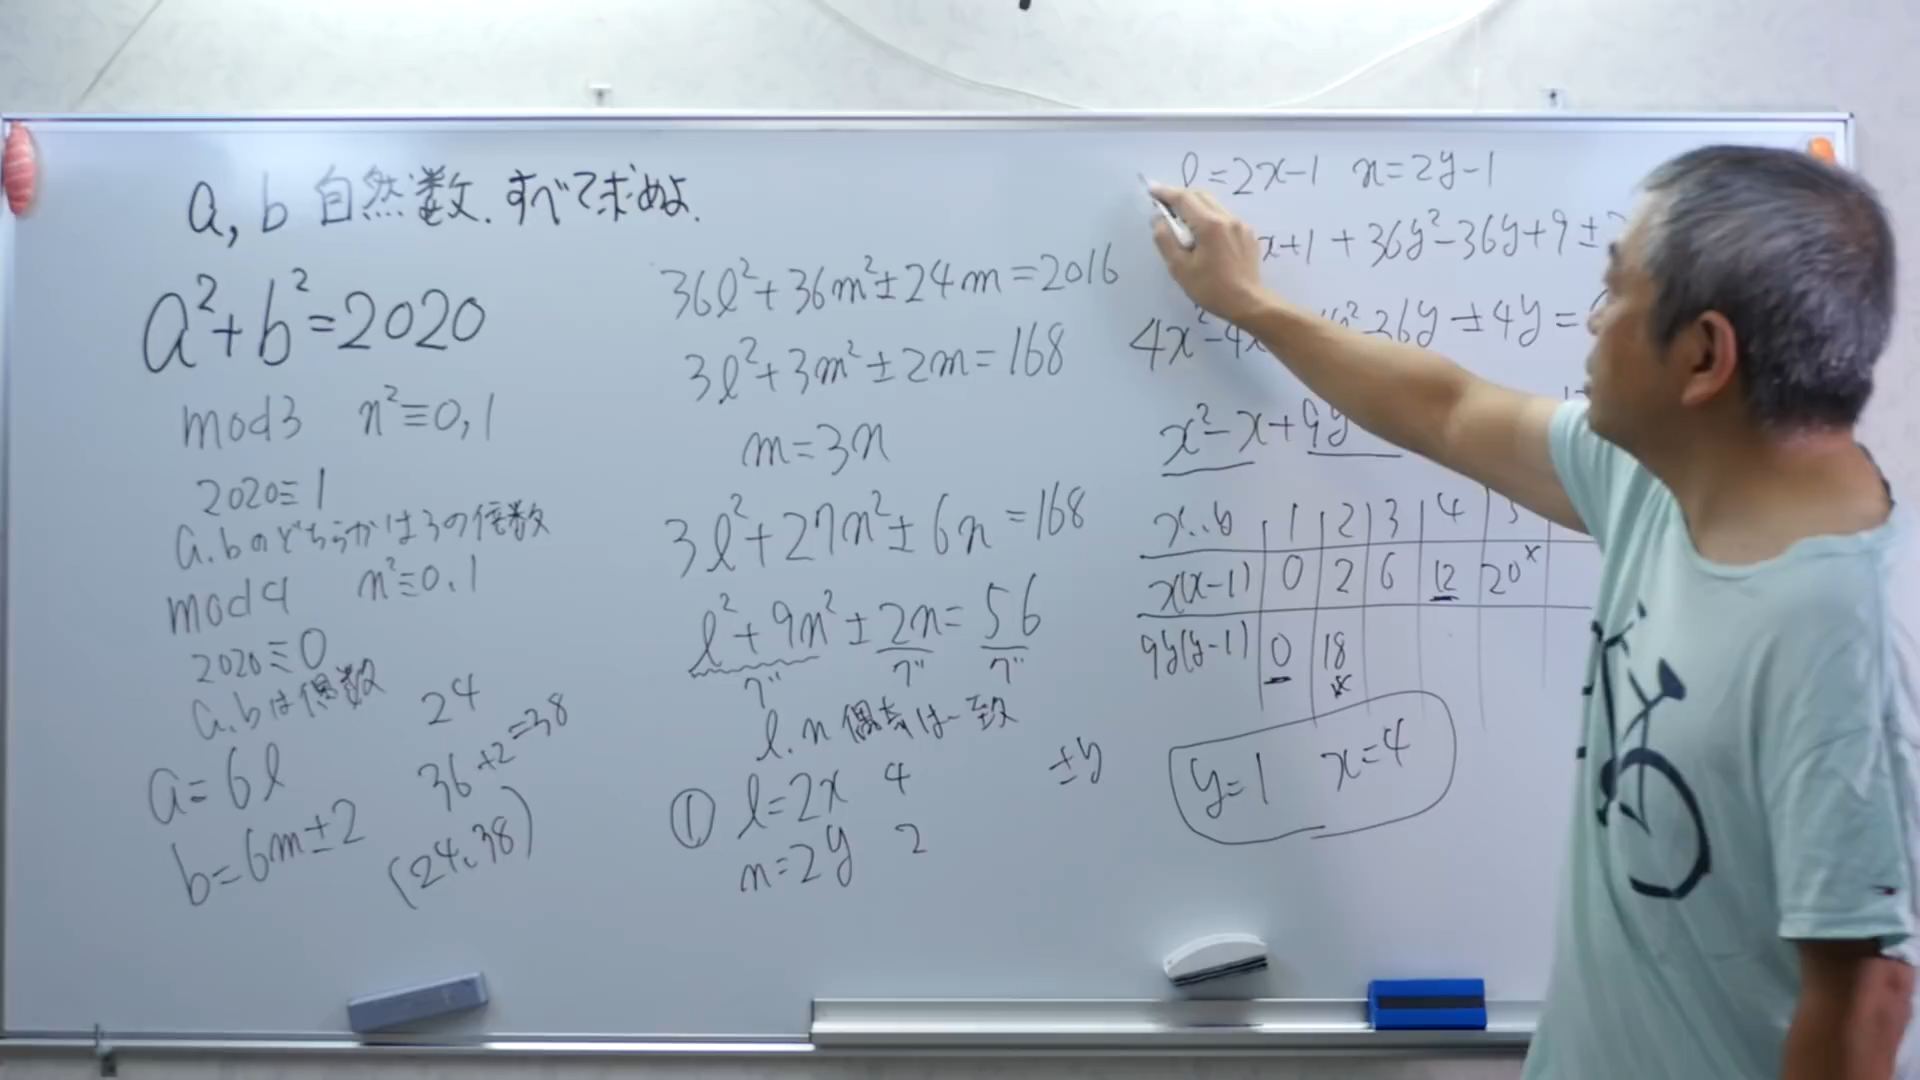 a, b 自然数. すべて求めよ.
a²+b²=2020
mod3 n²≡0,1
2020≡1
a.bのどちらかは3の倍数
mod4 n²≡0.1
2020≡0
a.bは偶数
a=6l
b=6m±2
24
36+2=38
(24,38)
36l²+36m²±24m=2016
3l²+3m²±2m=168
m=3n
3l²+27n²±6n=168
l²+9n²±2n=56
l.n 偶奇は一致
① l=2x 4
n=2y 2
±y
l=2x-1 n=2y-1
x+1+36y²-36y+9±
4x²-4x 36y±4y=
x²-x+9y
1 2 3 4 5
x(x-1) 0 2 6 12 20×
9y(y-1) 0 18
×
y=1 x=4